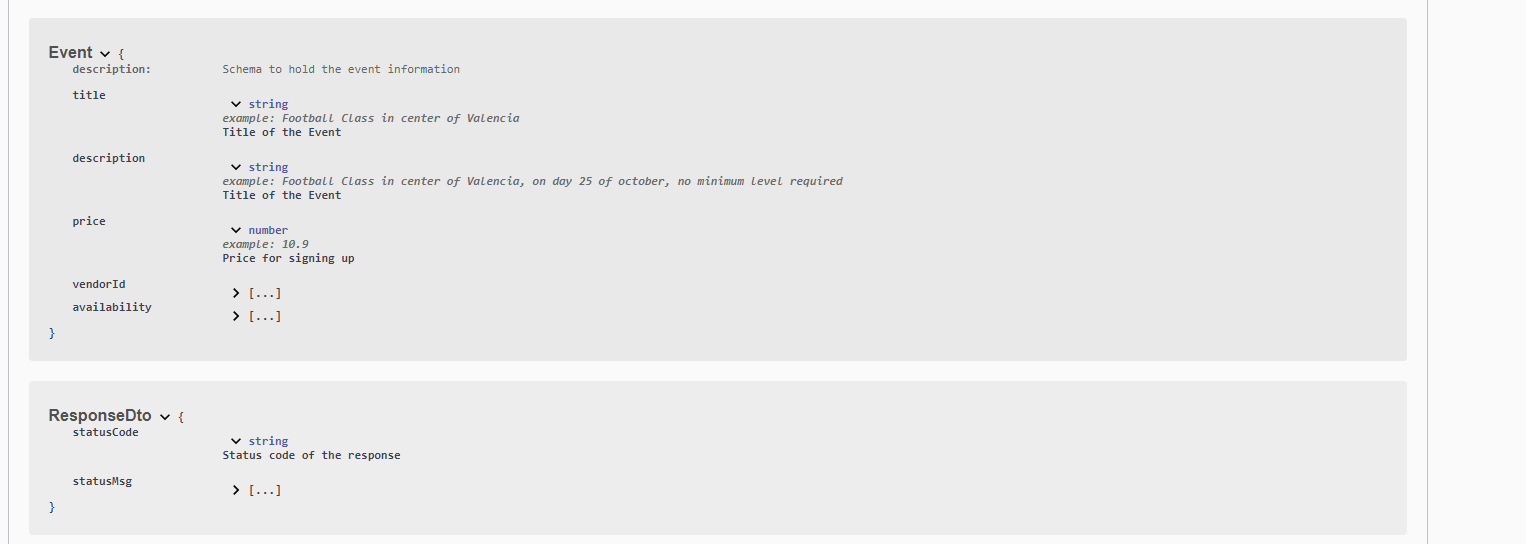 Event {
description: Schema to hold the event information
title
string
example: Football Class in center of Valencia
Title of the Event
description
string
example: Football Class in center of Valencia, on day 25 of october, no minimum level required
Title of the Event
price
number
example: 10.9
Price for signing up
vendorId
[...]
availability
[...]
}
ResponseDto {
statusCode
string
Status code of the response
statusMsg
[...]
}